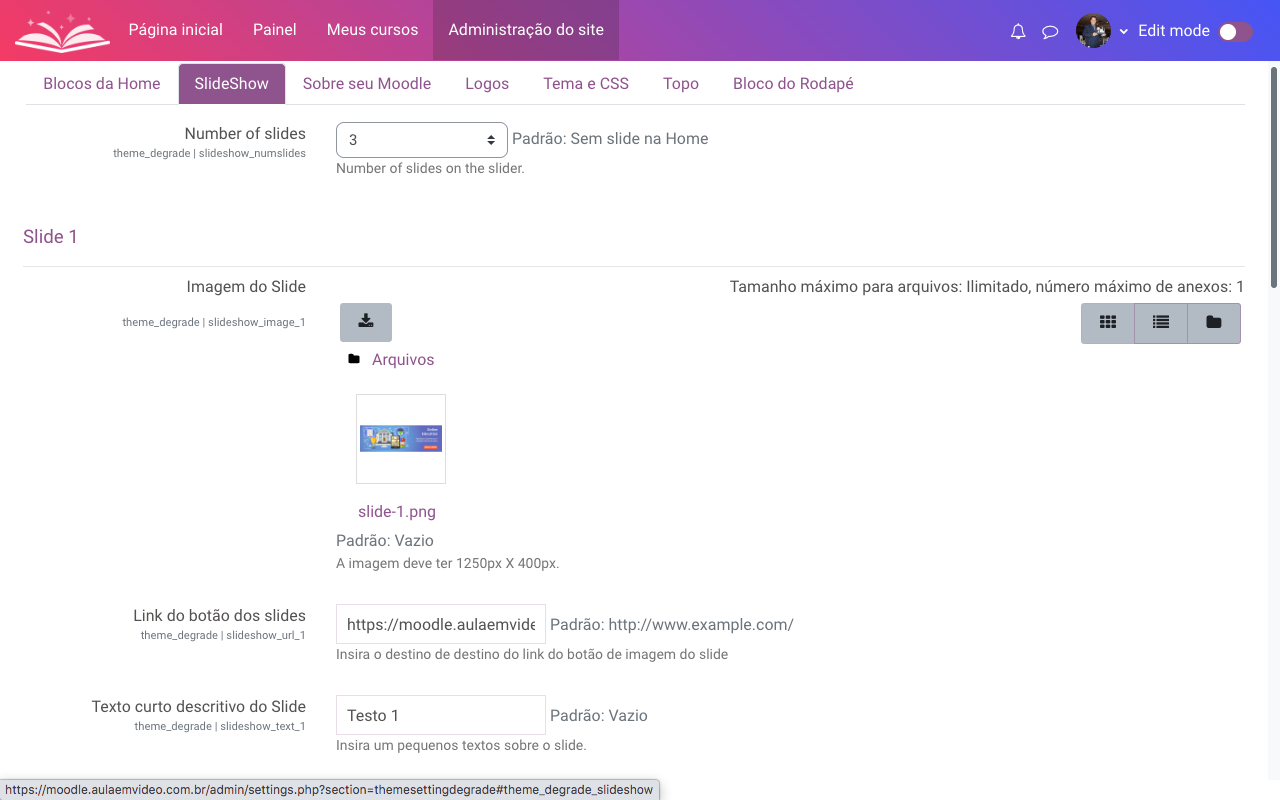 Página inicial Painel Meus cursos Administração do site Edit mode
Blocos da Home SlideShow Sobre seu Moodle Logos Tema e CSS Topo Bloco do Rodapé
Number of slides 3 Padrão: Sem slide na Home
theme_degrade | slideshow_numslides
Number of slides on the slider.
Slide 1
Imagem do Slide Tamanho máximo para arquivos: Ilimitado, número máximo de anexos: 1
theme_degrade | slideshow_image_1
Arquivos
slide-1.png
Padrão: Vazio
A imagem deve ter 1250px X 400px.
Link do botão dos slides https://moodle.aulaemvide Padrão: http://www.example.com/
theme_degrade | slideshow_url_1
Insira o destino de destino do link do botão de imagem do slide
Texto curto descritivo do Slide Testo 1 Padrão: Vazio
theme_degrade | slideshow_text_1
Insira um pequenos textos sobre o slide.
https://moodle.aulaemvideo.com.br/admin/settings.php?section=themesettingdegrade#theme_degrade_slideshow